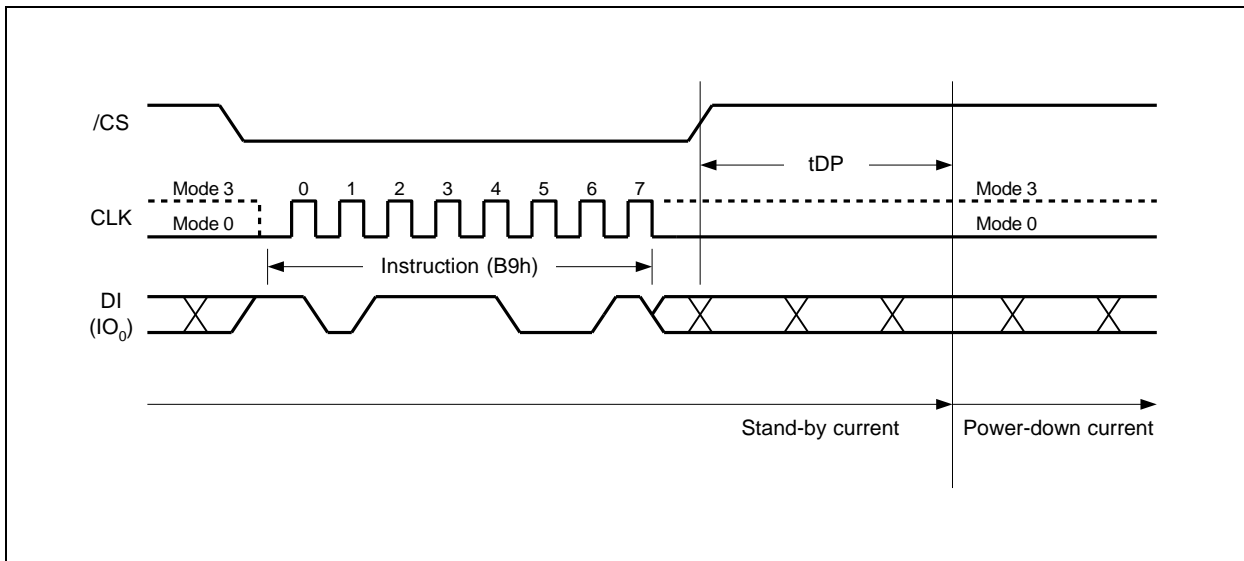 /CS
tDP
Mode 3 0 1 2 3 4 5 6 7 Mode 3
CLK
Mode 0 Mode 0
Instruction (B9h)
DI
(IO0)
Stand-by current Power-down current